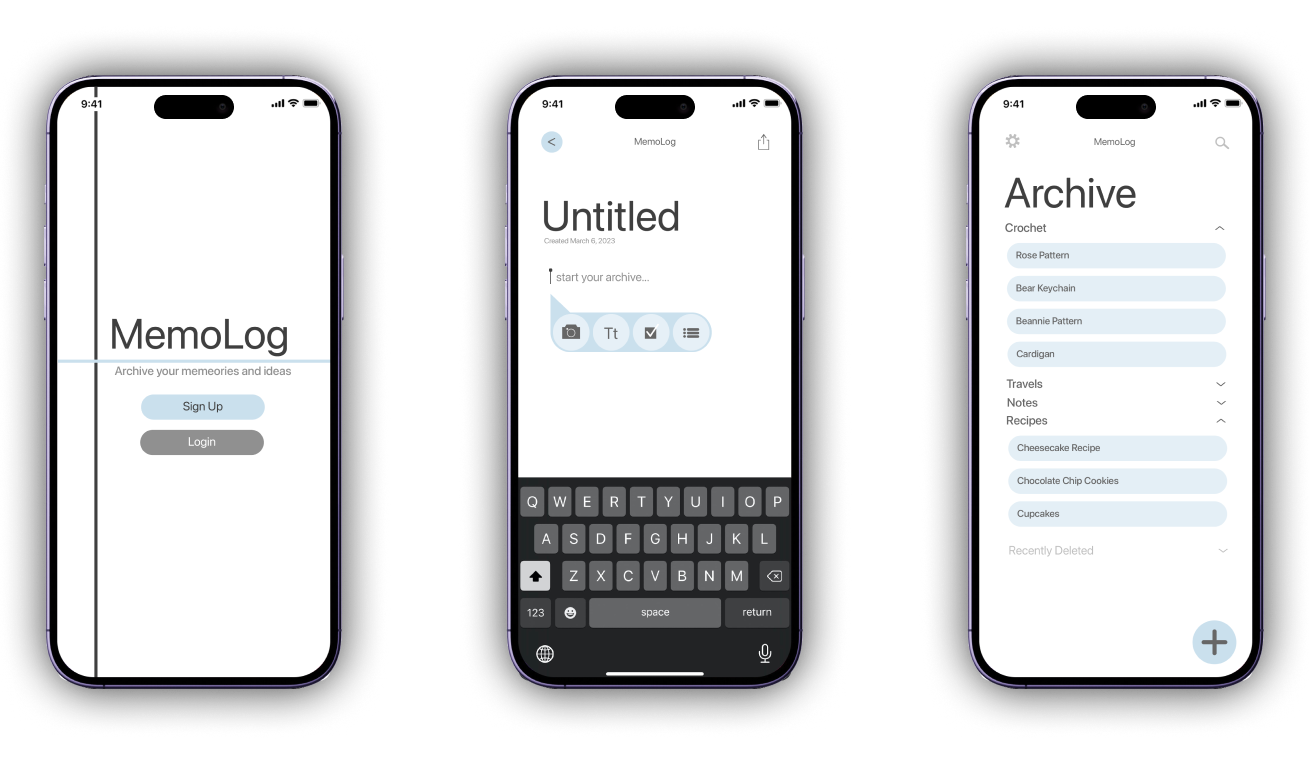 9:41
MemoLog
Archive your memeories and ideas
Sign Up
Login
9:41
<
MemoLog
Untitled
Created March 6, 2023
start your archive...
Tt
Q W E R T Y U I O P
A S D F G H J K L
Z X C V B N M
123 space return
9:41
MemoLog
Archive
Crochet
Rose Pattern
Bear Keychain
Beannie Pattern
Cardigan
Travels
Notes
Recipes
Cheesecake Recipe
Chocolate Chip Cookies
Cupcakes
Recently Deleted